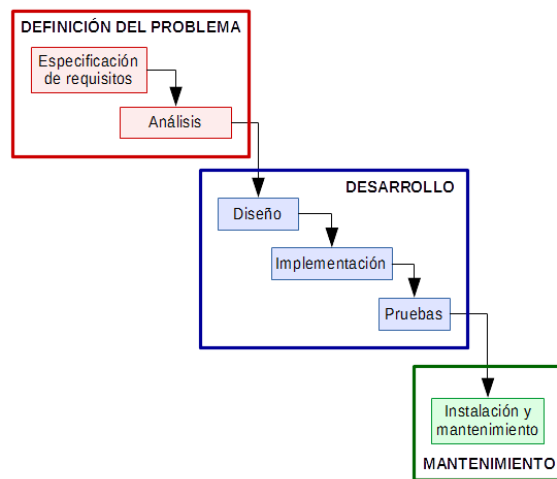 DEFINICIÓN DEL PROBLEMA
Especificación
de requisitos
Análisis
DESARROLLO
Diseño
Implementación
Pruebas
Instalación y
mantenimiento
MANTENIMIENTO